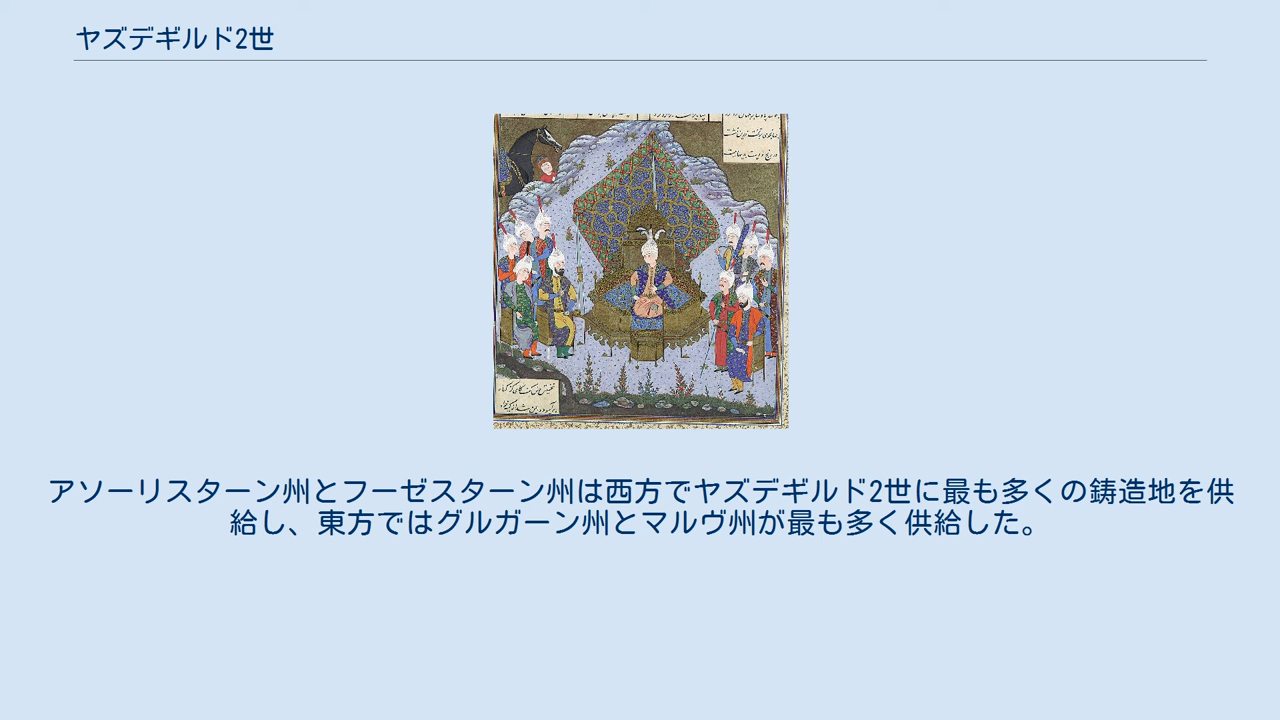 ヤズデギルド2世
アソーリスターン州とフーゼスターン州は西方でヤズデギルド2世に最も多くの鋳造地を供
給し、東方ではグルガーン州とマルヴ州が最も多く供給した。